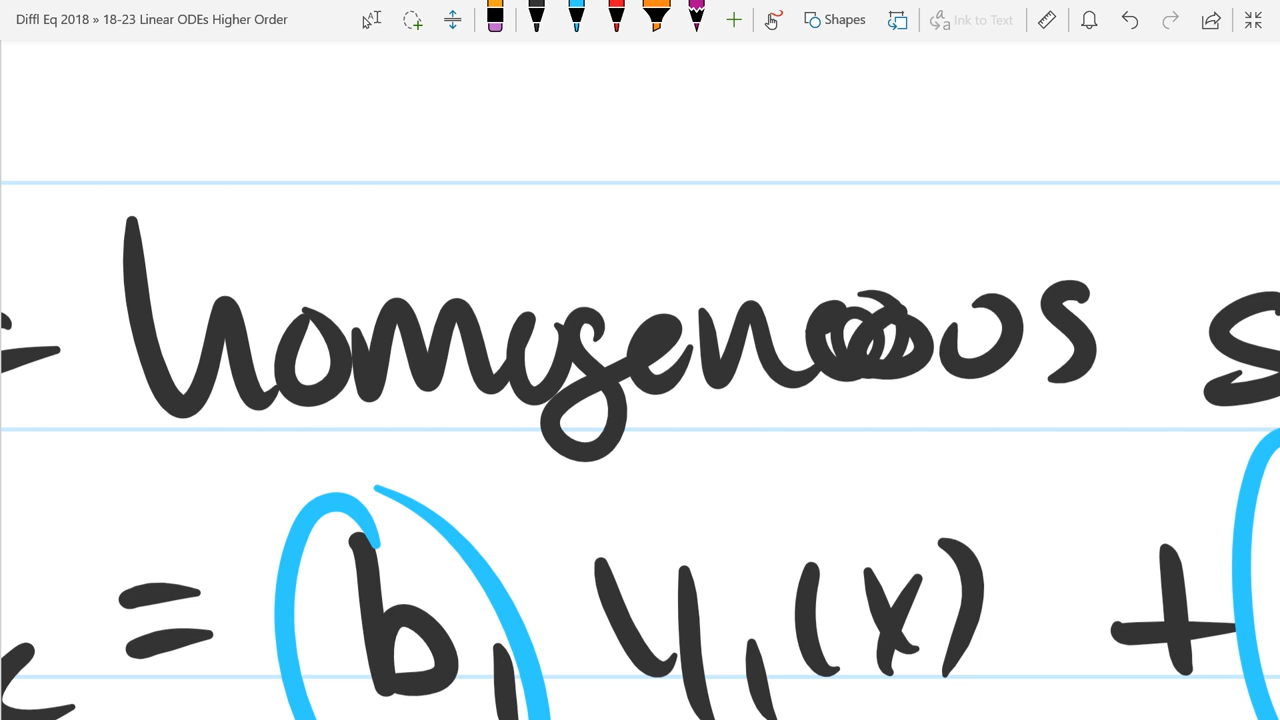 Diffl Eq 2018 » 18-23 Linear ODEs Higher Order
Shapes
Ink to Text
homogeneous
= b₁ y₁(x) +